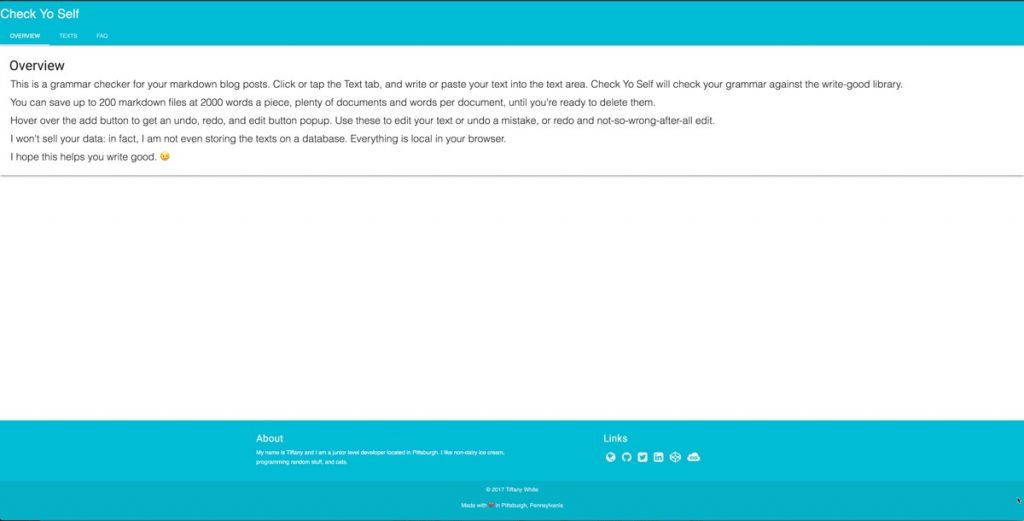 Check Yo Self
OVERVIEW TEXTS FAQ
Overview
This is a grammar checker for your markdown blog posts. Click or tap the Text tab, and write or paste your text into the text area. Check Yo Self will check your grammar against the write-good library.
You can save up to 200 markdown files at 2000 words a piece, plenty of documents and words per document, until you're ready to delete them.
Hover over the add button to get an undo, redo, and edit button popup. Use these to edit your text or undo a mistake, or redo and not-so-wrong-after-all edit.
I won't sell your data: in fact, I am not even storing the texts on a database. Everything is local in your browser.
I hope this helps you write good. 😉
About
My name is Tiffany and I am a junior level developer located in Pittsburgh. I like non-dairy ice cream,
programming random stuff, and cats.
Links
© 2017 Tiffany White
Made with ❤️ in Pittsburgh, Pennsylvania